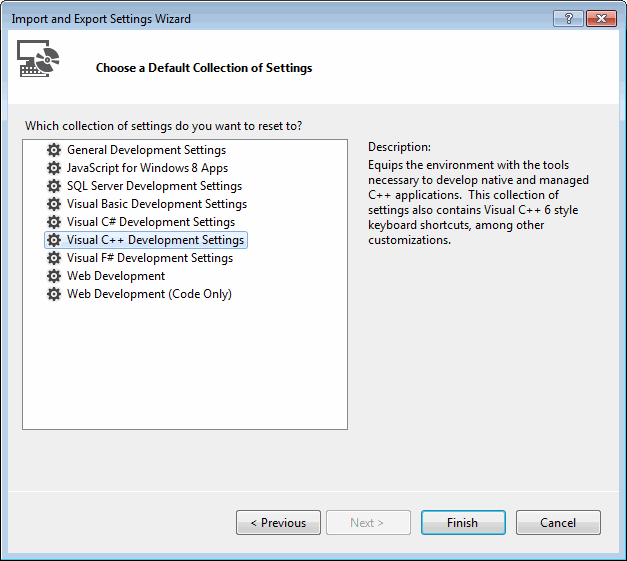 Import and Export Settings Wizard
?
Choose a Default Collection of Settings
Which collection of settings do you want to reset to?
General Development Settings
JavaScript for Windows 8 Apps
SQL Server Development Settings
Visual Basic Development Settings
Visual C# Development Settings
Visual C++ Development Settings
Visual F# Development Settings
Web Development
Web Development (Code Only)
Description:
Equips the environment with the tools
necessary to develop native and managed
C++ applications.  This collection of
settings also contains Visual C++ 6 style
keyboard shortcuts, among other
customizations.
< Previous
Next >
Finish
Cancel